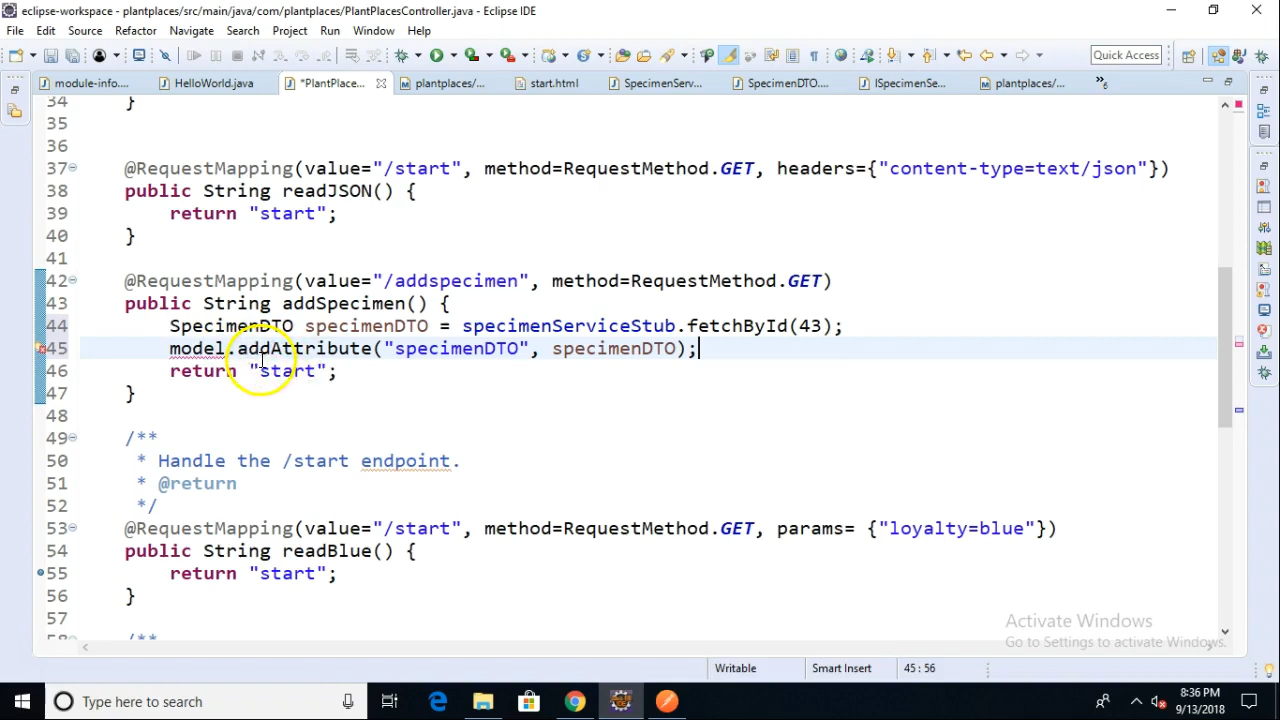 eclipse-workspace - plantplaces/src/main/java/com/plantplaces/PlantPlacesController.java - Eclipse IDE
File Edit Source Refactor Navigate Search Project Run Window Help
Quick Access
module-info.... HelloWorld.java *PlantPlace... plantplaces/... start.html SpecimenServ... SpecimenDTO.... ISpecimenSe... plantplaces/...
34 }
35
36
37 @RequestMapping(value="/start", method=RequestMethod.GET, headers={"content-type=text/json"})
38 public String readJSON() {
39 return "start";
40 }
41
42 @RequestMapping(value="/addspecimen", method=RequestMethod.GET)
43 public String addSpecimen() {
44 SpecimenDTO specimenDTO = specimenServiceStub.fetchById(43);
45 model.addAttribute("specimenDTO", specimenDTO);
46 return "start";
47 }
48
49 /**
50 * Handle the /start endpoint.
51 * @return
52 */
53 @RequestMapping(value="/start", method=RequestMethod.GET, params= {"loyalty=blue"})
54 public String readBlue() {
55 return "start";
56 }
57
58 /**
Activate Windows
Go to Settings to activate Windows.
Writable Smart Insert 45 : 56
Type here to search
8:36 PM
9/13/2018